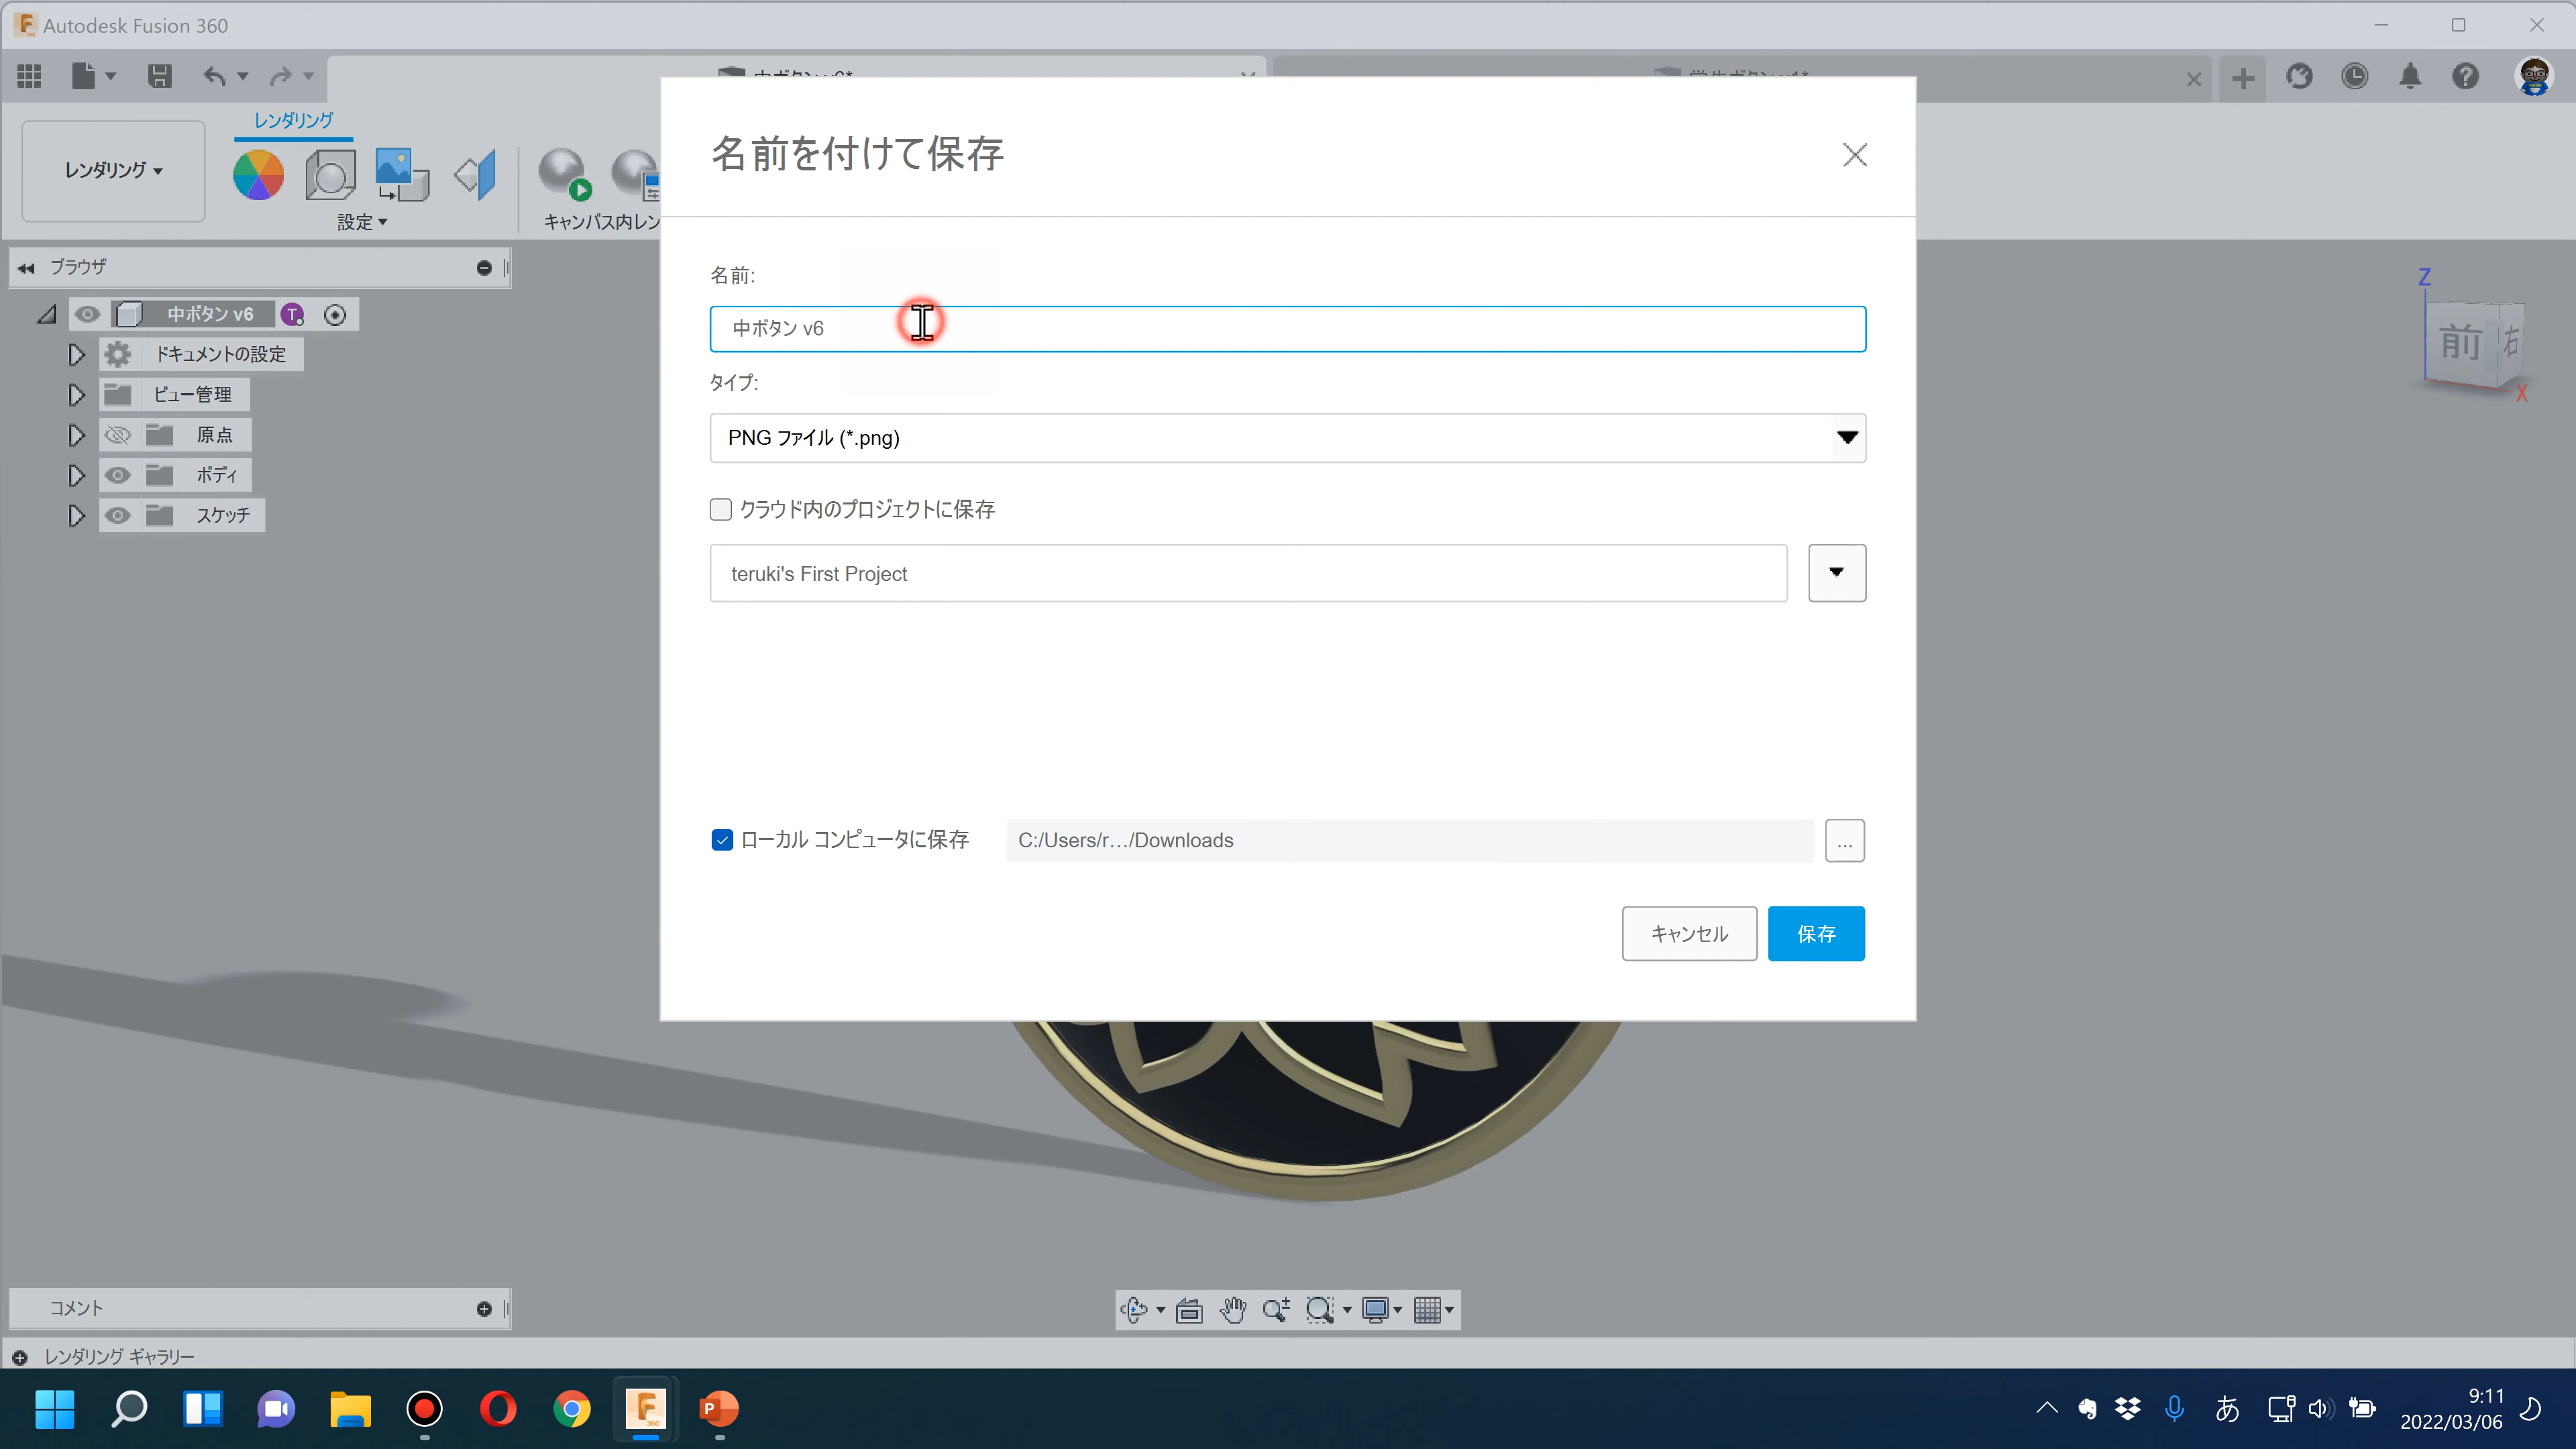 Autodesk Fusion 360
レンダリング
レンダリング
設定
キャンバス内レン
ブラウザ
中ボタン v6
T
ドキュメントの設定
ビュー管理
原点
ボディ
スケッチ
名前を付けて保存
名前:
中ボタン v6
タイプ:
PNG ファイル (*.png)
クラウド内のプロジェクトに保存
teruki's First Project
ローカル コンピュータに保存
C:/Users/r…/Downloads
...
キャンセル
保存
Z
前
右
X
コメント
レンダリング ギャラリー
あ
9:11
2022/03/06